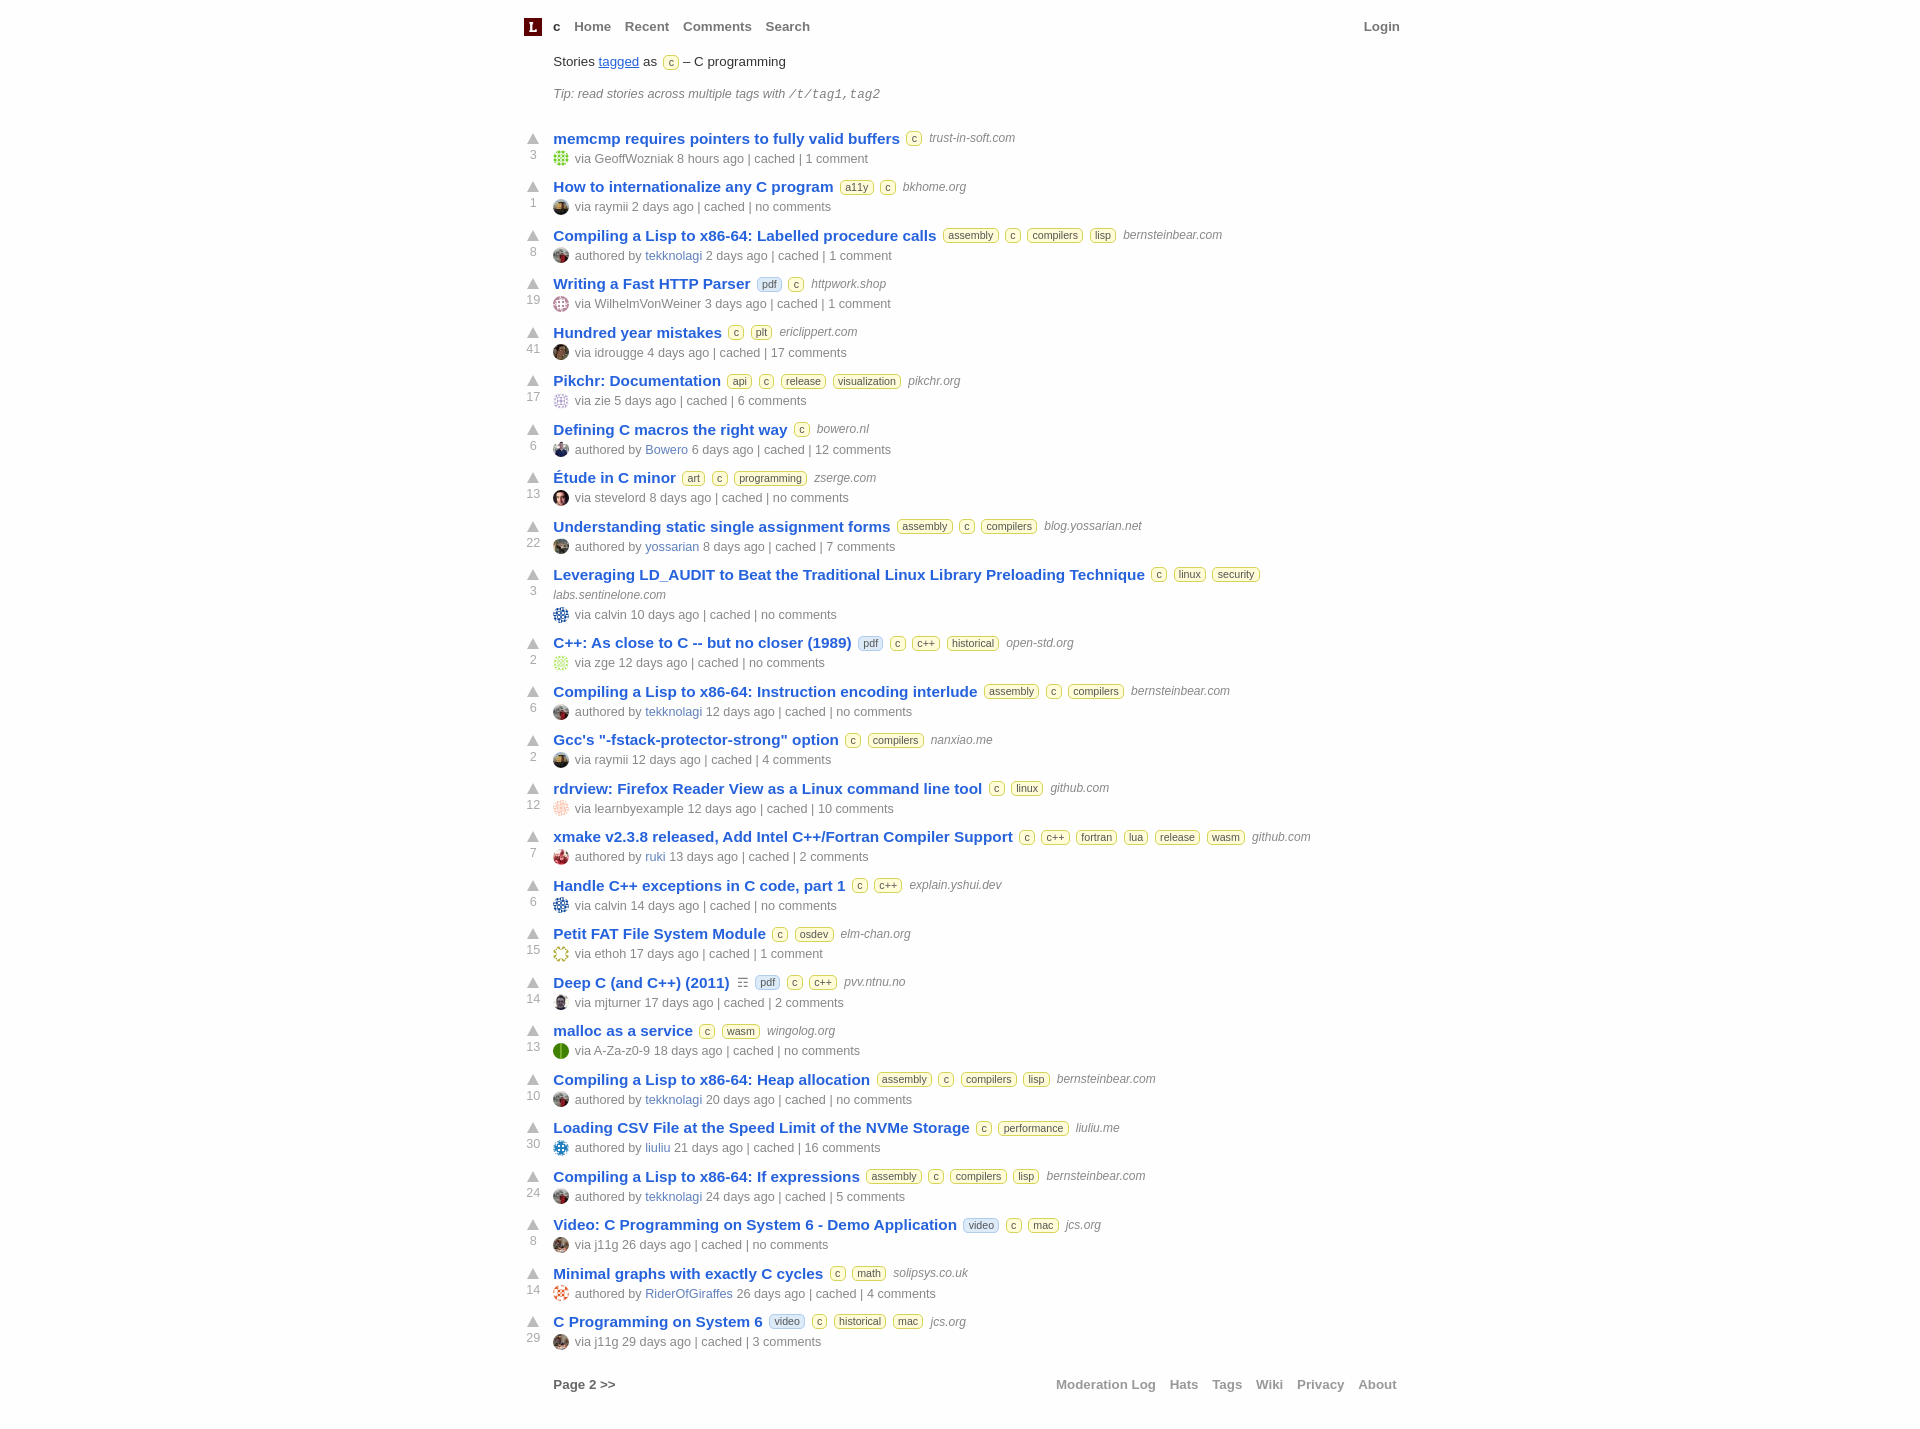 L c Home Recent Comments Search Login
Stories tagged as c – C programming
Tip: read stories across multiple tags with /t/tag1,tag2
memcmp requires pointers to fully valid buffers c trust-in-soft.com
3 via GeoffWozniak 8 hours ago | cached | 1 comment
How to internationalize any C program a11y c bkhome.org
1 via raymii 2 days ago | cached | no comments
Compiling a Lisp to x86-64: Labelled procedure calls assembly c compilers lisp bernsteinbear.com
8 authored by tekknolagi 2 days ago | cached | 1 comment
Writing a Fast HTTP Parser pdf c httpwork.shop
19 via WilhelmVonWeiner 3 days ago | cached | 1 comment
Hundred year mistakes c plt ericlippert.com
41 via idrougge 4 days ago | cached | 17 comments
Pikchr: Documentation api c release visualization pikchr.org
17 via zie 5 days ago | cached | 6 comments
Defining C macros the right way c bowero.nl
6 authored by Bowero 6 days ago | cached | 12 comments
Étude in C minor art c programming zserge.com
13 via stevelord 8 days ago | cached | no comments
Understanding static single assignment forms assembly c compilers blog.yossarian.net
22 authored by yossarian 8 days ago | cached | 7 comments
Leveraging LD_AUDIT to Beat the Traditional Linux Library Preloading Technique c linux security
labs.sentinelone.com
3 via calvin 10 days ago | cached | no comments
C++: As close to C -- but no closer (1989) pdf c c++ historical open-std.org
2 via zge 12 days ago | cached | no comments
Compiling a Lisp to x86-64: Instruction encoding interlude assembly c compilers bernsteinbear.com
6 authored by tekknolagi 12 days ago | cached | no comments
Gcc's "-fstack-protector-strong" option c compilers nanxiao.me
2 via raymii 12 days ago | cached | 4 comments
rdrview: Firefox Reader View as a Linux command line tool c linux github.com
12 via learnbyexample 12 days ago | cached | 10 comments
xmake v2.3.8 released, Add Intel C++/Fortran Compiler Support c c++ fortran lua release wasm github.com
7 authored by ruki 13 days ago | cached | 2 comments
Handle C++ exceptions in C code, part 1 c c++ explain.yshui.dev
6 via calvin 14 days ago | cached | no comments
Petit FAT File System Module c osdev elm-chan.org
15 via ethoh 17 days ago | cached | 1 comment
Deep C (and C++) (2011) ☶ pdf c c++ pvv.ntnu.no
14 via mjturner 17 days ago | cached | 2 comments
malloc as a service c wasm wingolog.org
13 via A-Za-z0-9 18 days ago | cached | no comments
Compiling a Lisp to x86-64: Heap allocation assembly c compilers lisp bernsteinbear.com
10 authored by tekknolagi 20 days ago | cached | no comments
Loading CSV File at the Speed Limit of the NVMe Storage c performance liuliu.me
30 authored by liuliu 21 days ago | cached | 16 comments
Compiling a Lisp to x86-64: If expressions assembly c compilers lisp bernsteinbear.com
24 authored by tekknolagi 24 days ago | cached | 5 comments
Video: C Programming on System 6 - Demo Application video c mac jcs.org
8 via j11g 26 days ago | cached | no comments
Minimal graphs with exactly C cycles c math solipsys.co.uk
14 authored by RiderOfGiraffes 26 days ago | cached | 4 comments
C Programming on System 6 video c historical mac jcs.org
29 via j11g 29 days ago | cached | 3 comments
Page 2 >> Moderation Log Hats Tags Wiki Privacy About